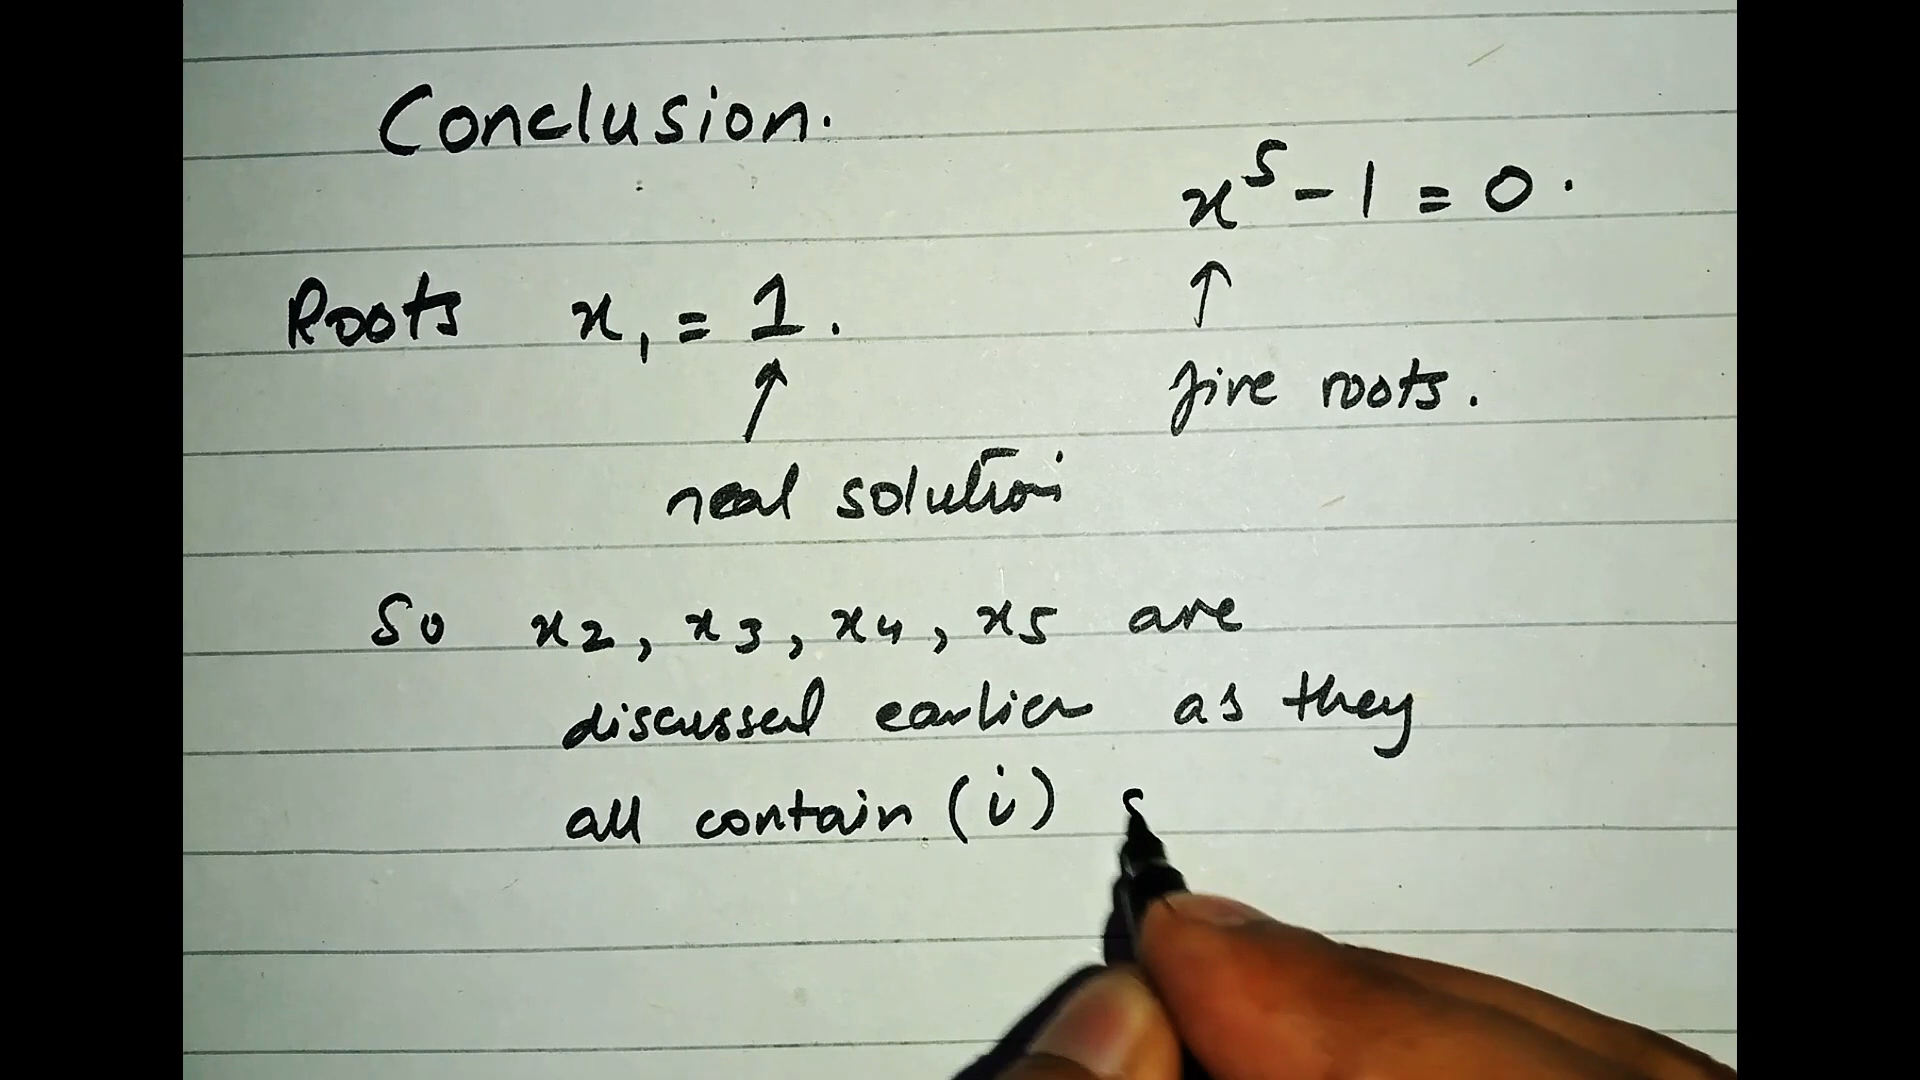 Conclusion.
x⁵ - 1 = 0.
Roots x₁ = 1.
↑
↑
five roots.
real solution
So x2, x3, x4, x5 are
discussed earlier as they
all contain (i) s